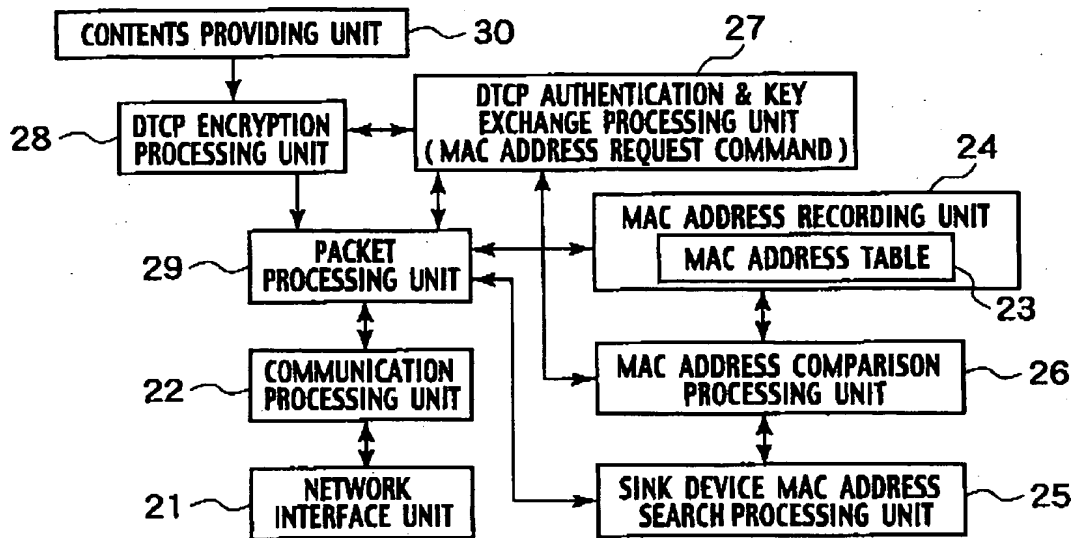 CONTENTS PROVIDING UNIT
30
27
DTCP AUTHENTICATION & KEY
EXCHANGE PROCESSING UNIT
( MAC ADDRESS REQUEST COMMAND )
28
DTCP ENCRYPTION
PROCESSING UNIT
24
MAC ADDRESS RECORDING UNIT
MAC ADDRESS TABLE
23
29
PACKET
PROCESSING UNIT
22
COMMUNICATION
PROCESSING UNIT
MAC ADDRESS COMPARISON
PROCESSING UNIT
26
21
NETWORK
INTERFACE UNIT
SINK DEVICE MAC ADDRESS
SEARCH PROCESSING UNIT
25